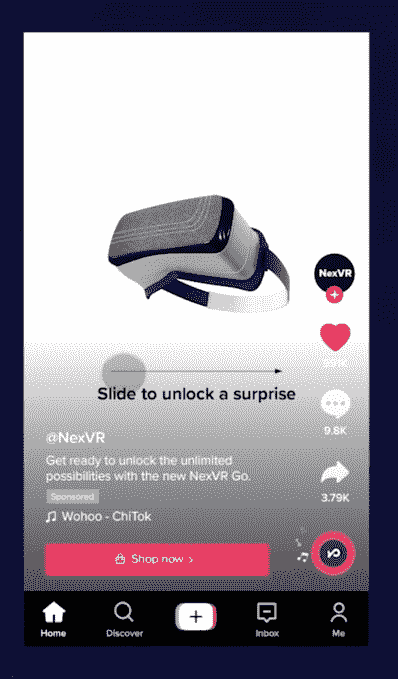 NexVR
Slide to unlock a surprise
9.8K
@NexVR
Get ready to unlock the unlimited
possibilities with the new NexVR Go.
Sponsored
3.79K
Wohoo - ChiTok
Shop now >
Home
Discover
Inbox
Me